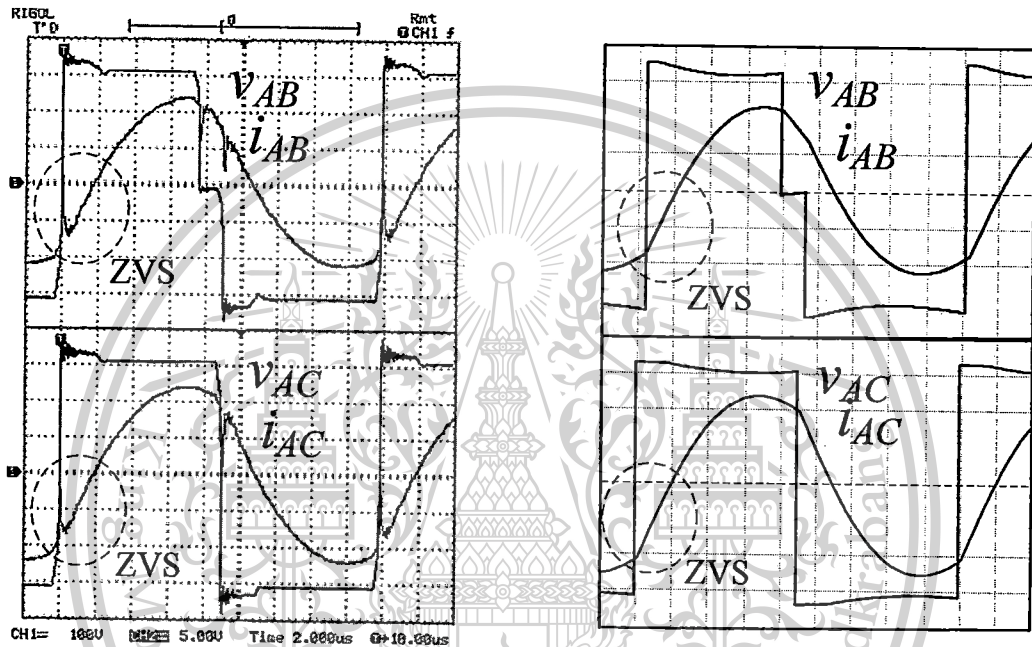 RIGOL
T'D
Rmt
CH1 f
v_AB
i_AB
ZVS
v_AC
i_AC
ZVS
CH1= 100V CH2= 5.00V Time 2.000us +10.00us
v_AB
i_AB
ZVS
v_AC
i_AC
ZVS